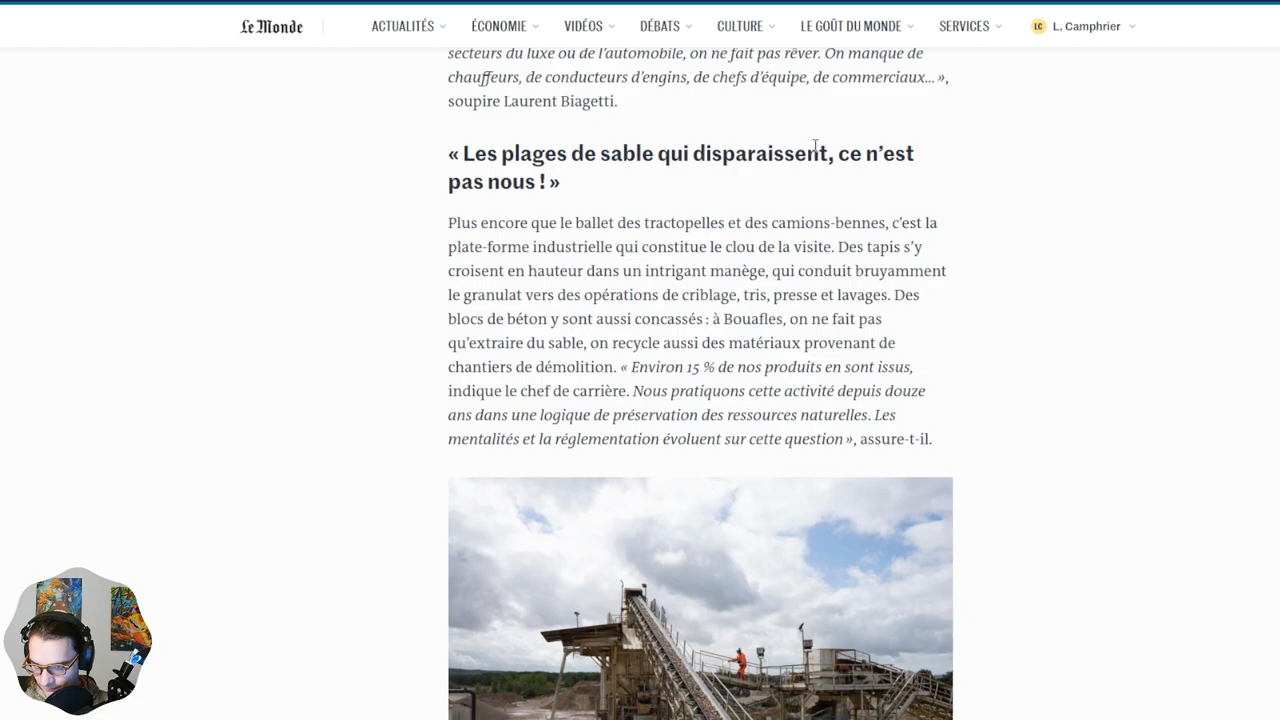 Le Monde
ACTUALITÉS
ÉCONOMIE
VIDÉOS
DÉBATS
CULTURE
LE GOÛT DU MONDE
SERVICES
LC
L. Camphrier
secteurs du luxe ou de l’automobile, on ne fait pas rêver. On manque de
chauffeurs, de conducteurs d’engins, de chefs d’équipe, de commerciaux… »,
soupire Laurent Biagetti.
« Les plages de sable qui disparaissent, ce n’est
pas nous ! »
Plus encore que le ballet des tractopelles et des camions-bennes, c’est la
plate-forme industrielle qui constitue le clou de la visite. Des tapis s’y
croisent en hauteur dans un intrigant manège, qui conduit bruyamment
le granulat vers des opérations de criblage, tris, presse et lavages. Des
blocs de béton y sont aussi concassés : à Bouafles, on ne fait pas
qu’extraire du sable, on recycle aussi des matériaux provenant de
chantiers de démolition. « Environ 15 % de nos produits en sont issus,
indique le chef de carrière. Nous pratiquons cette activité depuis douze
ans dans une logique de préservation des ressources naturelles. Les
mentalités et la réglementation évoluent sur cette question », assure-t-il.